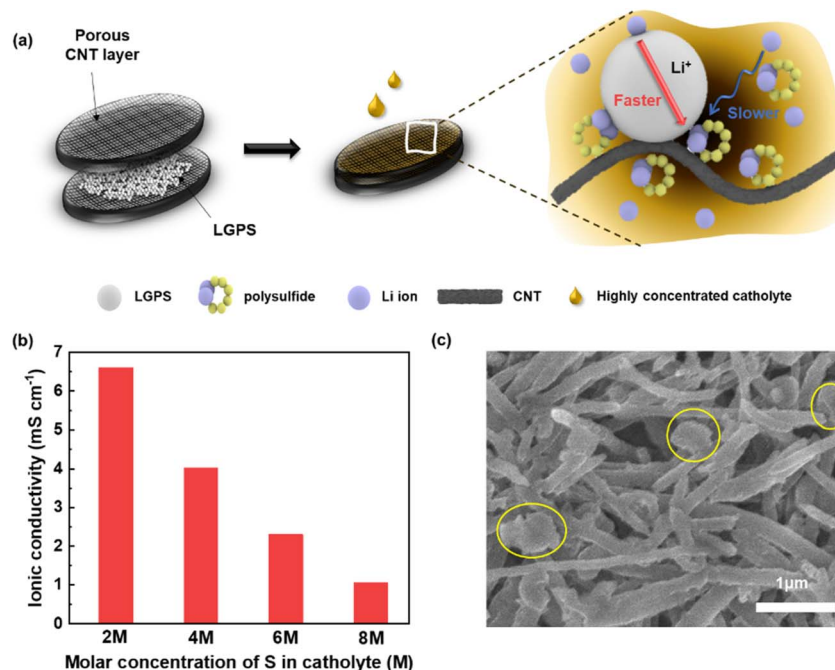 (a)
Porous
CNT layer
LGPS
Li⁺
Faster
Slower
LGPS
polysulfide
Li ion
CNT
Highly concentrated catholyte
(b)
Ionic conductivity (mS cm⁻¹)
7
6
5
4
3
2
1
0
2M 4M 6M 8M
Molar concentration of S in catholyte (M)
(c)
1μm